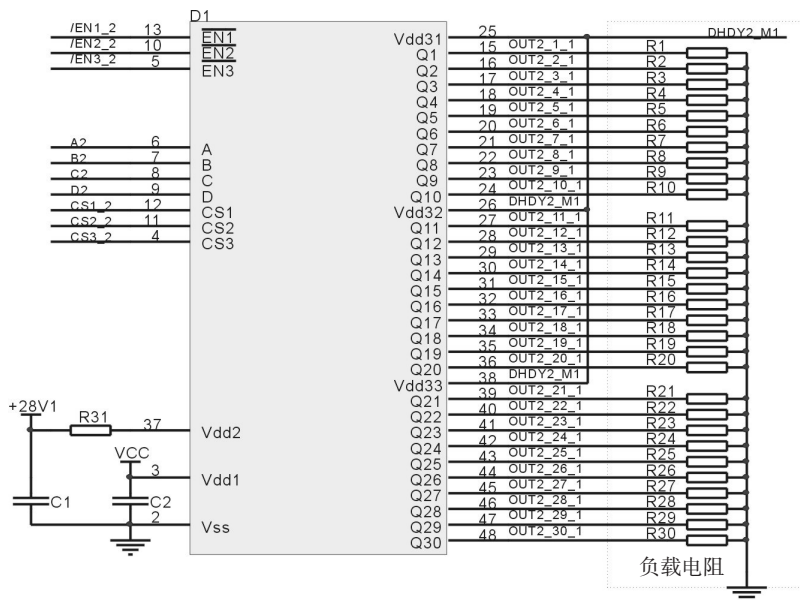 D1
/EN1_2 13 EN1
/EN2_2 10 EN2
/EN3_2 5 EN3
A2 6 A
B2 7 B
C2 8 C
D2 9 D
CS1_2 12 CS1
CS2_2 11 CS2
CS3_2 4 CS3
+28V1 R31 37 Vdd2
VCC
C1 C2
3 Vdd1
2 Vss
Vdd31 25 DHDY2_M1
Q1 15 OUT2_1_1 R1
Q2 16 OUT2_2_1 R2
Q3 17 OUT2_3_1 R3
Q4 18 OUT2_4_1 R4
Q5 19 OUT2_5_1 R5
Q6 20 OUT2_6_1 R6
Q7 21 OUT2_7_1 R7
Q8 22 OUT2_8_1 R8
Q9 23 OUT2_9_1 R9
Q10 24 OUT2_10_1 R10
Vdd32 26 DHDY2_M1
Q11 27 OUT2_11_1 R11
Q12 28 OUT2_12_1 R12
Q13 29 OUT2_13_1 R13
Q14 30 OUT2_14_1 R14
Q15 31 OUT2_15_1 R15
Q16 32 OUT2_16_1 R16
Q17 33 OUT2_17_1 R17
Q18 34 OUT2_18_1 R18
Q19 35 OUT2_19_1 R19
Q20 36 OUT2_20_1 R20
Vdd33 38 DHDY2_M1
Q21 39 OUT2_21_1 R21
Q22 40 OUT2_22_1 R22
Q23 41 OUT2_23_1 R23
Q24 42 OUT2_24_1 R24
Q25 43 OUT2_25_1 R25
Q26 44 OUT2_26_1 R26
Q27 45 OUT2_27_1 R27
Q28 46 OUT2_28_1 R28
Q29 47 OUT2_29_1 R29
Q30 48 OUT2_30_1 R30
负载电阻